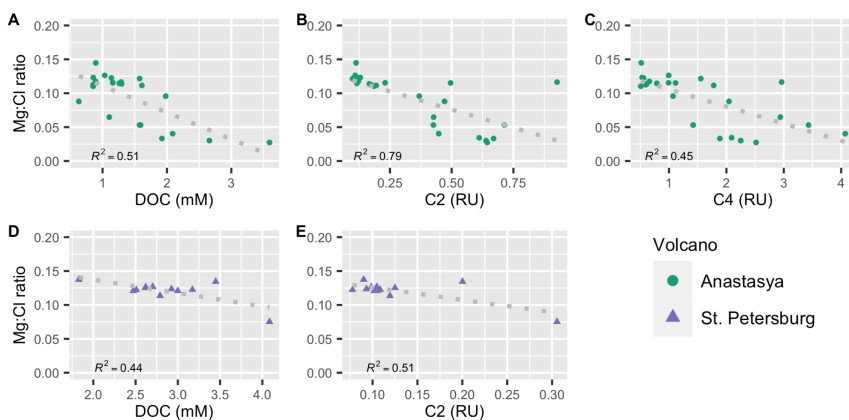 A
B
C
Mg:Cl ratio
0.20
0.15
0.10
0.05
0.00
R² = 0.51
1
2
3
DOC (mM)
0.20
0.15
0.10
0.05
0.00
R² = 0.79
0.25
0.50
0.75
C2 (RU)
0.20
0.15
0.10
0.05
0.00
R² = 0.45
1
2
3
4
C4 (RU)
D
E
Mg:Cl ratio
0.20
0.15
0.10
0.05
0.00
R² = 0.44
2.0
2.5
3.0
3.5
4.0
DOC (mM)
0.20
0.15
0.10
0.05
0.00
R² = 0.51
0.10
0.15
0.20
0.25
0.30
C2 (RU)
Volcano
Anastasya
St. Petersburg